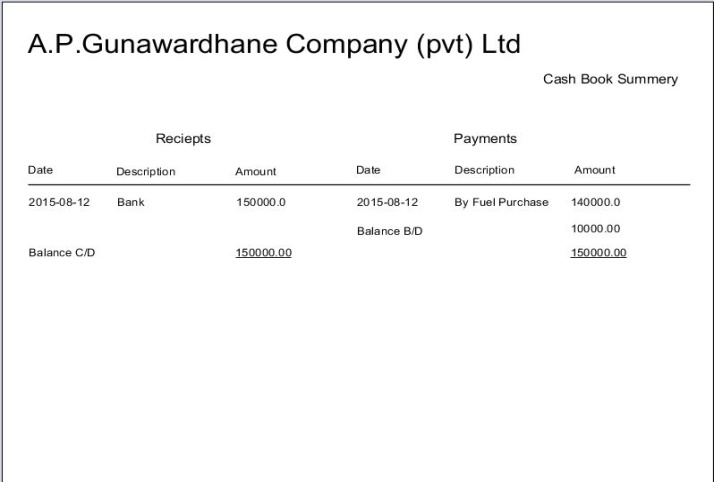 A.P.Gunawardhane Company (pvt) Ltd
Cash Book Summery
Reciepts Payments
Date Description Amount Date Description Amount
2015-08-12 Bank 150000.0 2015-08-12 By Fuel Purchase 140000.0
Balance B/D 10000.00
Balance C/D 150000.00 150000.00